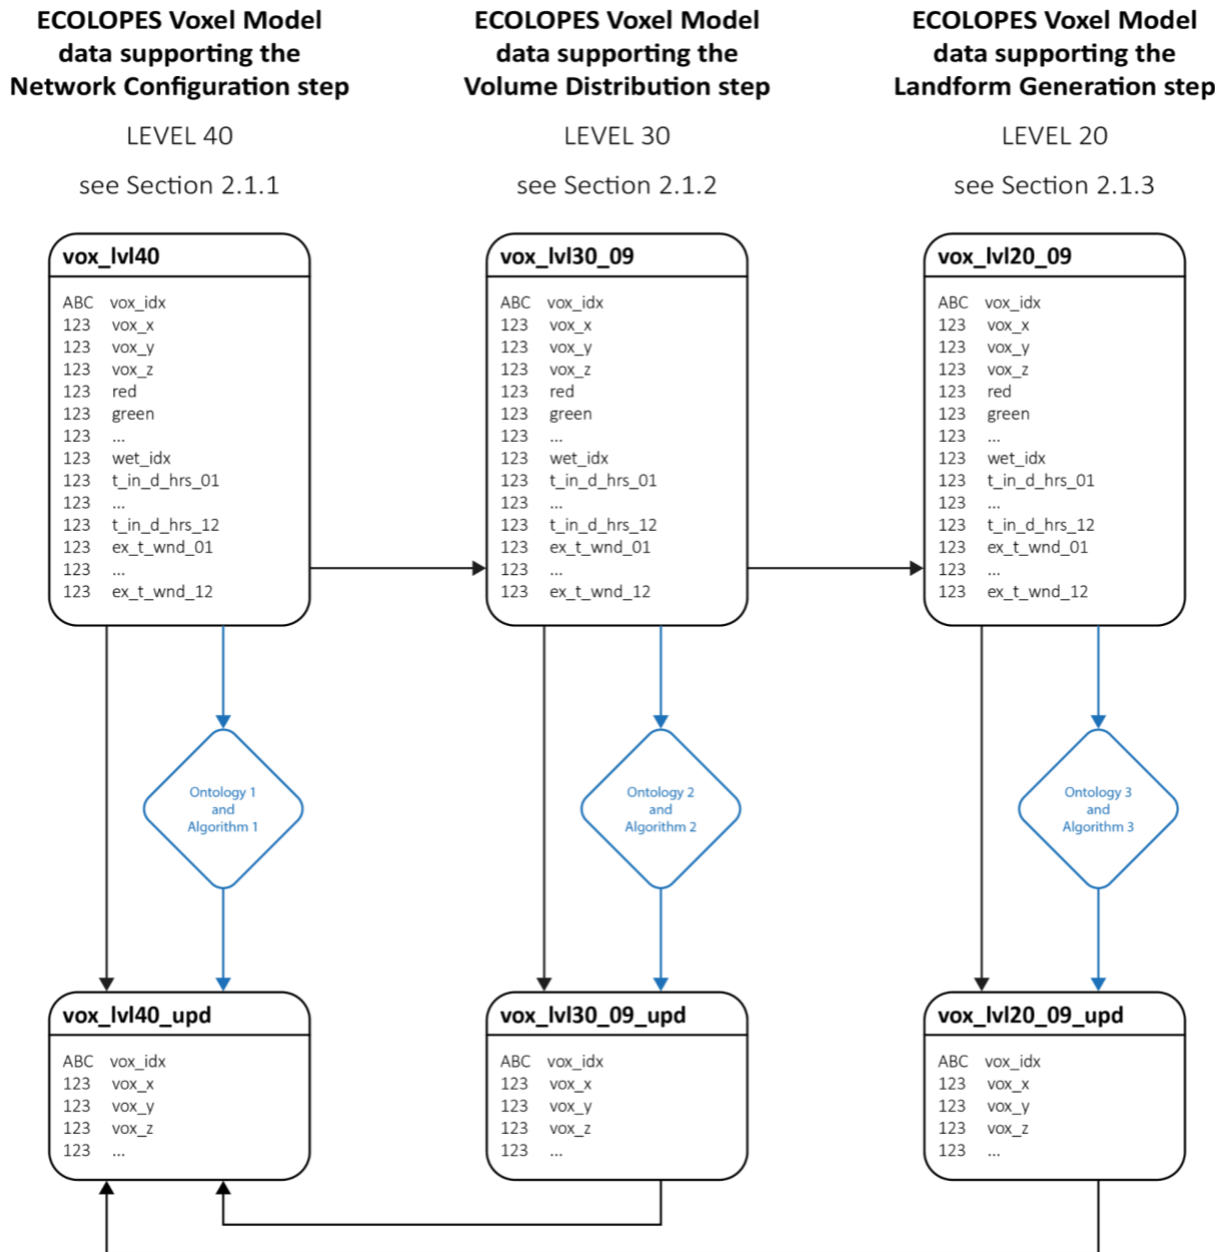 ECOLOPES Voxel Model
data supporting the
Network Configuration step
LEVEL 40
see Section 2.1.1
ECOLOPES Voxel Model
data supporting the
Volume Distribution step
LEVEL 30
see Section 2.1.2
ECOLOPES Voxel Model
data supporting the
Landform Generation step
LEVEL 20
see Section 2.1.3
vox_lvl40
ABC vox_idx
123 vox_x
123 vox_y
123 vox_z
123 red
123 green
123 ...
123 wet_idx
123 t_in_d_hrs_01
123 ...
123 t_in_d_hrs_12
123 ex_t_wnd_01
123 ...
123 ex_t_wnd_12
vox_lvl30_09
ABC vox_idx
123 vox_x
123 vox_y
123 vox_z
123 red
123 green
123 ...
123 wet_idx
123 t_in_d_hrs_01
123 ...
123 t_in_d_hrs_12
123 ex_t_wnd_01
123 ...
123 ex_t_wnd_12
vox_lvl20_09
ABC vox_idx
123 vox_x
123 vox_y
123 vox_z
123 red
123 green
123 ...
123 wet_idx
123 t_in_d_hrs_01
123 ...
123 t_in_d_hrs_12
123 ex_t_wnd_01
123 ...
123 ex_t_wnd_12
Ontology 1
and
Algorithm 1
Ontology 2
and
Algorithm 2
Ontology 3
and
Algorithm 3
vox_lvl40_upd
ABC vox_idx
123 vox_x
123 vox_y
123 vox_z
123 ...
vox_lvl30_09_upd
ABC vox_idx
123 vox_x
123 vox_y
123 vox_z
123 ...
vox_lvl20_09_upd
ABC vox_idx
123 vox_x
123 vox_y
123 vox_z
123 ...